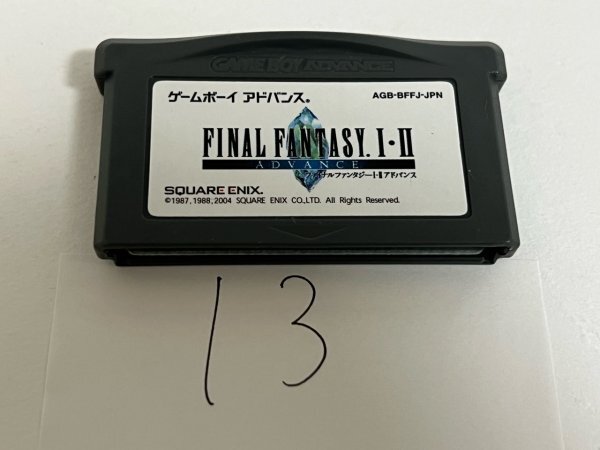 GAME BOY ADVANCE
ゲームボーイ アドバンス® AGB-BFFJ-JPN
FINAL FANTASY. I・II
ADVANCE
ファイナルファンタジーI・IIアドバンス
SQUARE ENIX.
©1987, 1988, 2004 SQUARE ENIX CO.,LTD. All Rights Reserved.
13